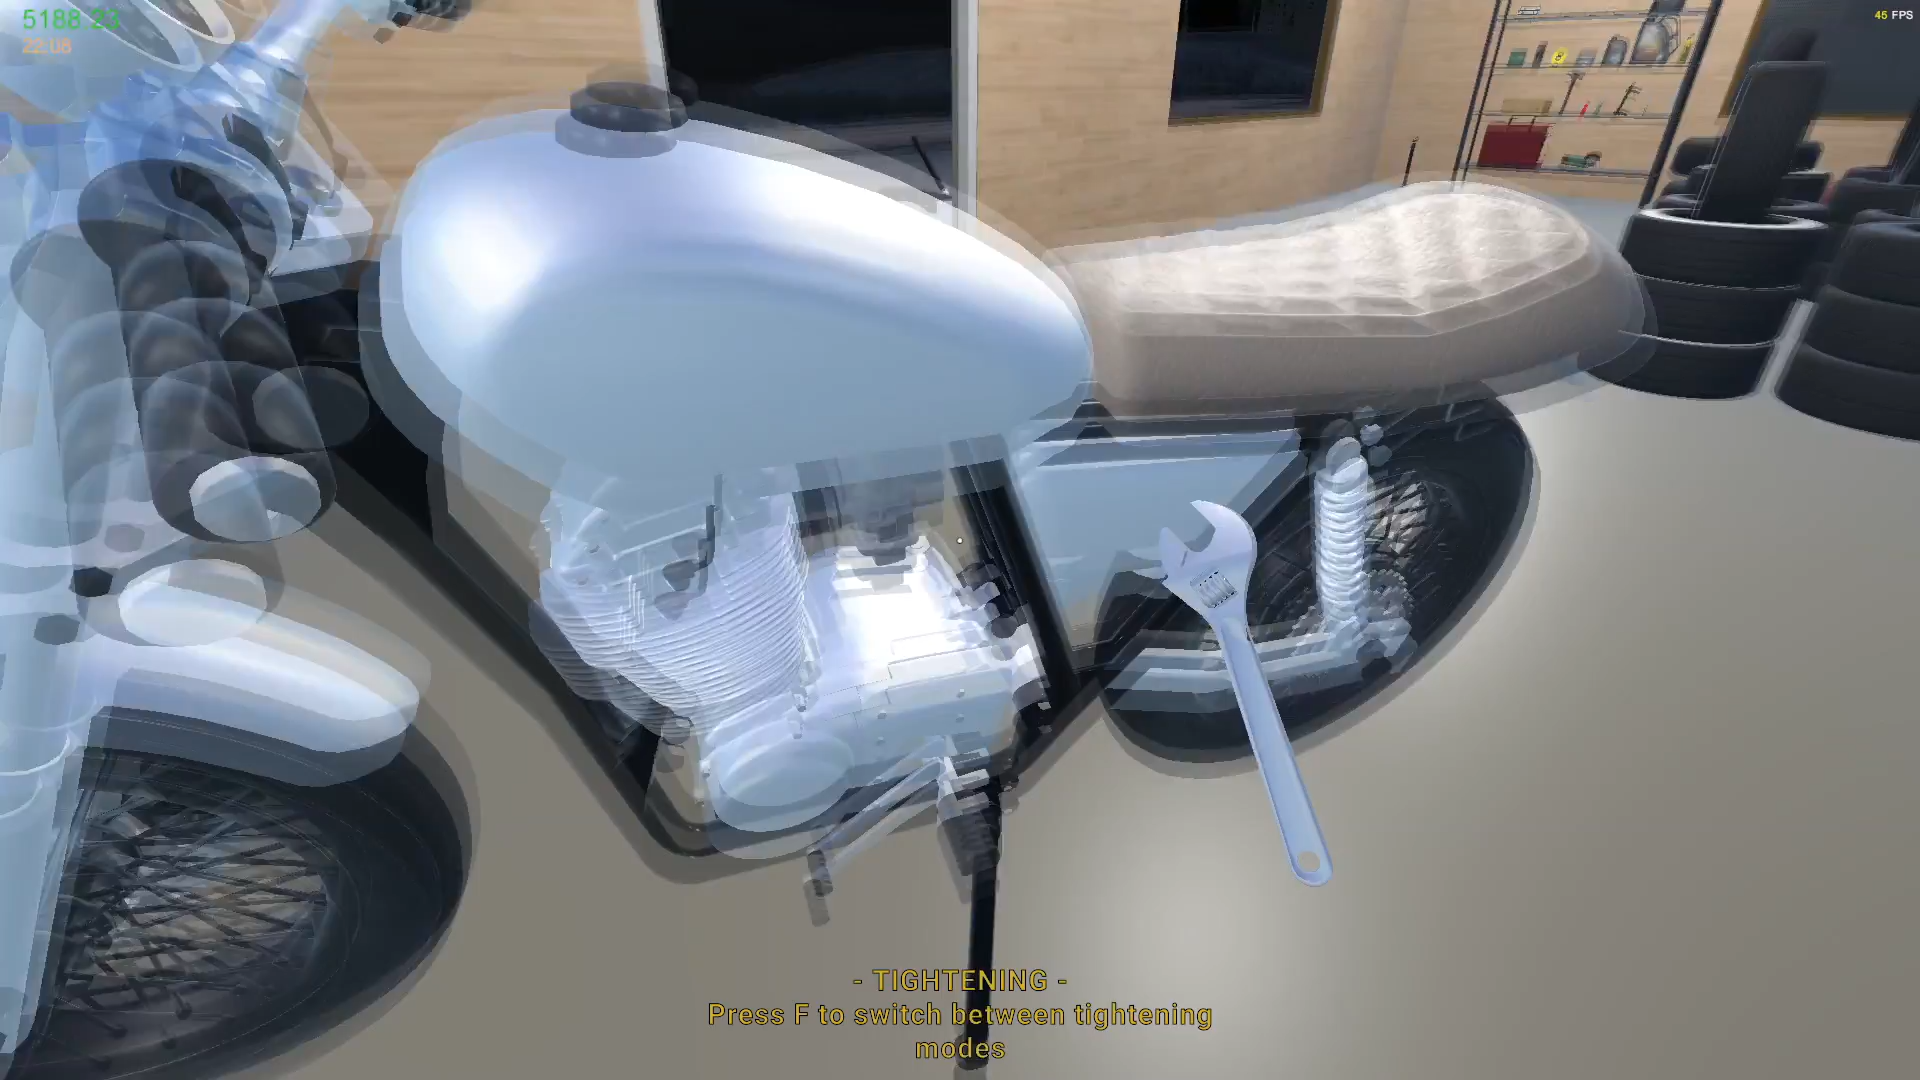 5188.23
22:08
45 FPS
- TIGHTENING -
Press F to switch between tightening
modes